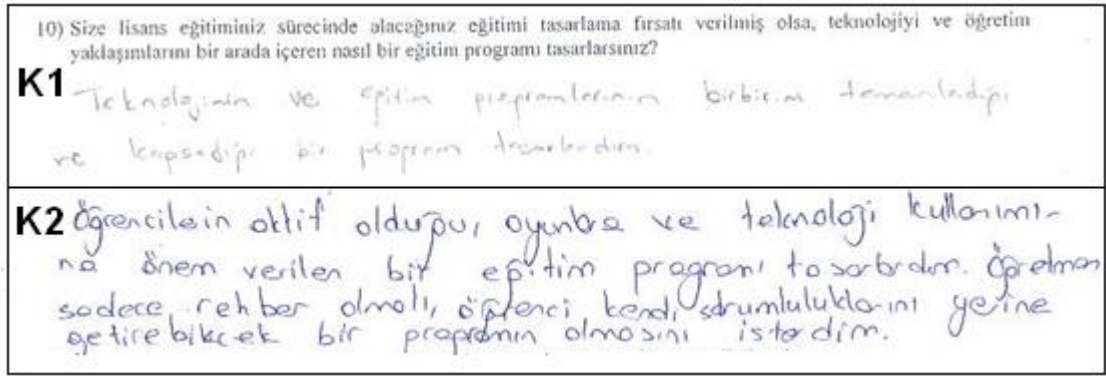 10) Size lisans eğitiminiz sürecinde alacağınız eğitimi tasarlama fırsatı verilmiş olsa, teknolojiyi ve öğretim
yaklaşımlarını bir arada içeren nasıl bir eğitim programı tasarlarsınız?
K1 Teknolojinin ve eğitim programlarının birbirini tamamladığı
ve kapsadığı bir program tasarlardım
K2 Öğrencilerin aktif olduğu, oyunlara ve teknoloji kullanımı-
na önem verilen bir eğitim programı tasarlardım. Öğretmen
sadece rehber olmalı, öğrenci kendi sorumluluklarını yerine
getirebilecek bir programın olmasını isterdim.